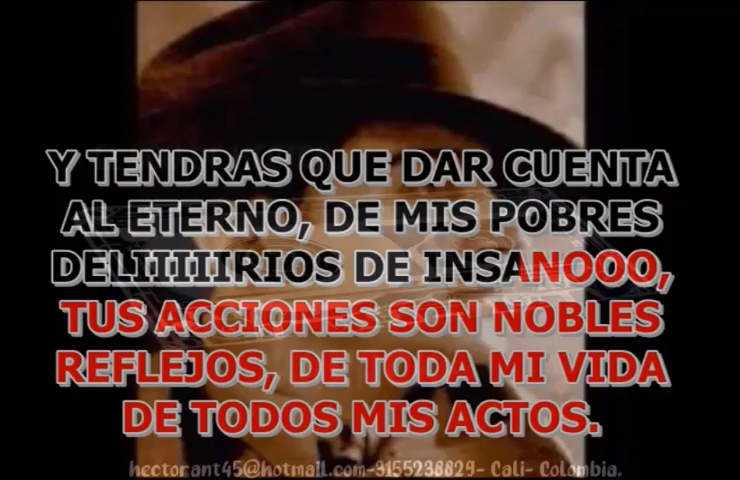 Y TENDRAS QUE DAR CUENTA
AL ETERNO, DE MIS POBRES
DELIIIIIIRIOS DE INSANOOO,
TUS ACCIONES SON NOBLES
REFLEJOS, DE TODA MI VIDA
DE TODOS MIS ACTOS.
hectorant45@hotmail.com-3155238829- Cali- Colombia.